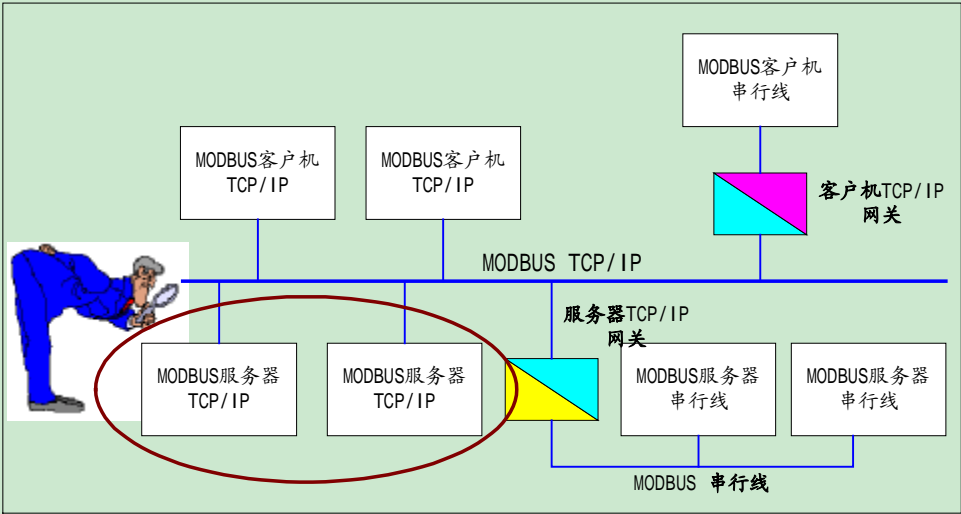 MODBUS客户机
串行线
MODBUS客户机
TCP/IP
MODBUS客户机
TCP/IP
客户机TCP/IP
网关
MODBUS TCP/IP
服务器TCP/IP
网关
MODBUS服务器
TCP/IP
MODBUS服务器
TCP/IP
MODBUS服务器
串行线
MODBUS服务器
串行线
MODBUS 串行线